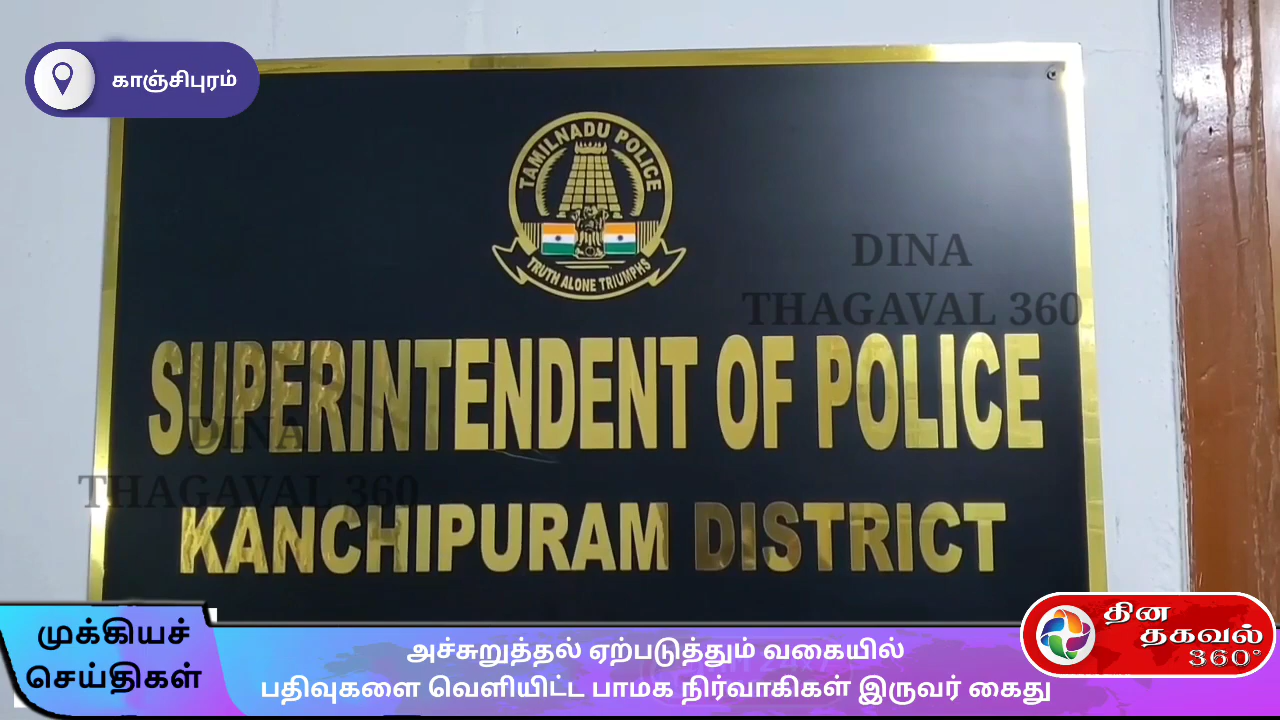 காஞ்சிபுரம்
TAMILNADU POLICE
TRUTH ALONE TRIUMPHS
DINA
THAGAVAL 360
SUPERINTENDENT OF POLICE
DINA
THAGAVAL 360
KANCHIPURAM DISTRICT
முக்கியச்
செய்திகள்
அச்சுறுத்தல் ஏற்படுத்தும் வகையில்
பதிவுகளை வெளியிட்ட பாமக நிர்வாகிகள் இருவர் கைது
தின
தகவல்
360°